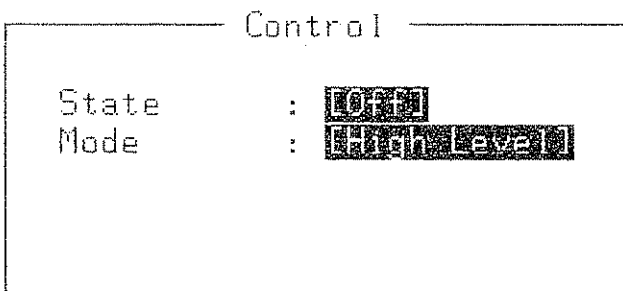 Control
State : [Off]
Mode : [High Level]